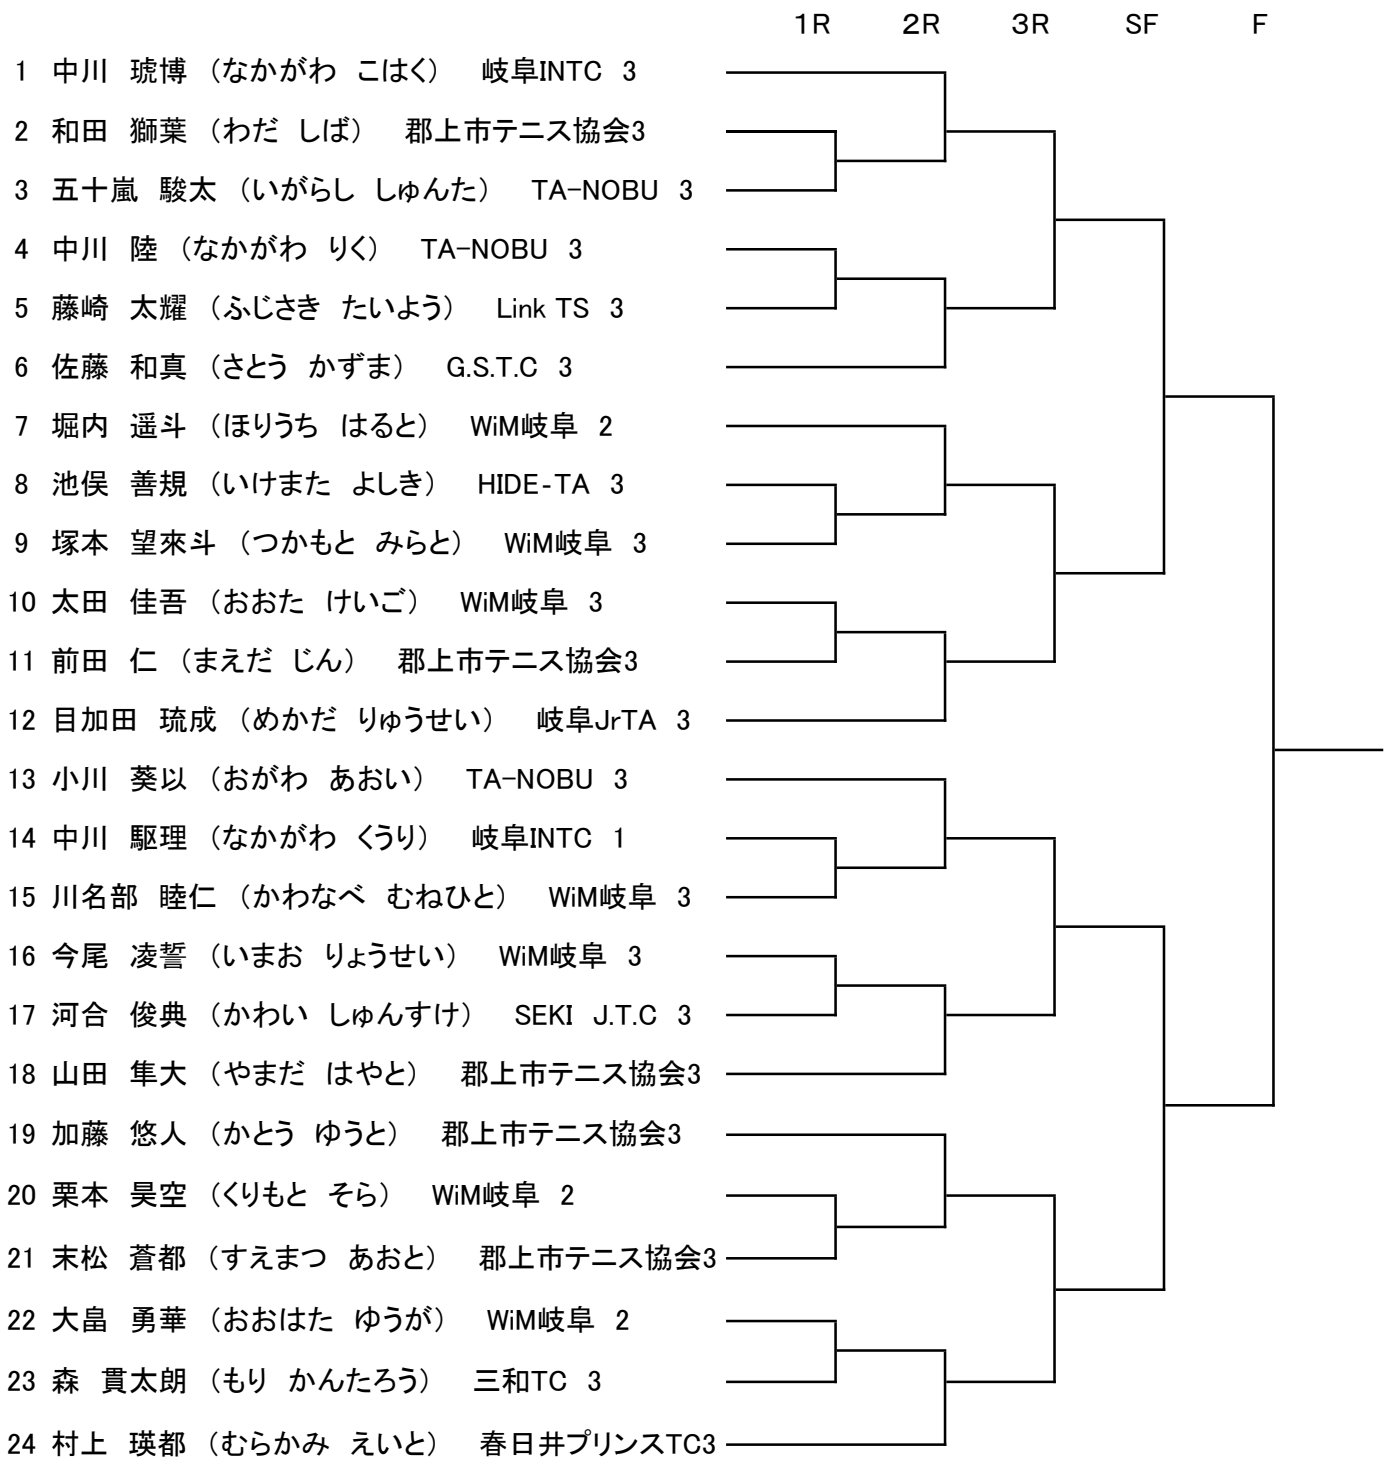 1R 2R 3R SF F
1 中川 琥博 （なかがわ こはく） 岐阜INTC 3
2 和田 獅葉 （わだ しば） 郡上市テニス協会3
3 五十嵐 駿太 （いがらし しゅんた） TA-NOBU 3
4 中川 陸 （なかがわ りく） TA-NOBU 3
5 藤崎 太耀 （ふじさき たいよう） Link TS 3
6 佐藤 和真 （さとう かずま） G.S.T.C 3
7 堀内 遥斗 （ほりうち はると） WiM岐阜 2
8 池俣 善規 （いけまた よしき） HIDE-TA 3
9 塚本 望來斗 （つかもと みらと） WiM岐阜 3
10 太田 佳吾 （おおた けいご） WiM岐阜 3
11 前田 仁 （まえだ じん） 郡上市テニス協会3
12 目加田 琉成 （めかだ りゅうせい） 岐阜JrTA 3
13 小川 葵以 （おがわ あおい） TA-NOBU 3
14 中川 駆理 （なかがわ くうり） 岐阜INTC 1
15 川名部 睦仁 （かわなべ むねひと） WiM岐阜 3
16 今尾 凌誓 （いまお りょうせい） WiM岐阜 3
17 河合 俊典 （かわい しゅんすけ） SEKI J.T.C 3
18 山田 隼大 （やまだ はやと） 郡上市テニス協会3
19 加藤 悠人 （かとう ゆうと） 郡上市テニス協会3
20 栗本 昊空 （くりもと そら） WiM岐阜 2
21 末松 蒼都 （すえまつ あおと） 郡上市テニス協会3
22 大畠 勇華 （おおはた ゆうが） WiM岐阜 2
23 森 貫太朗 （もり かんたろう） 三和TC 3
24 村上 瑛都 （むらかみ えいと） 春日井プリンスTC3